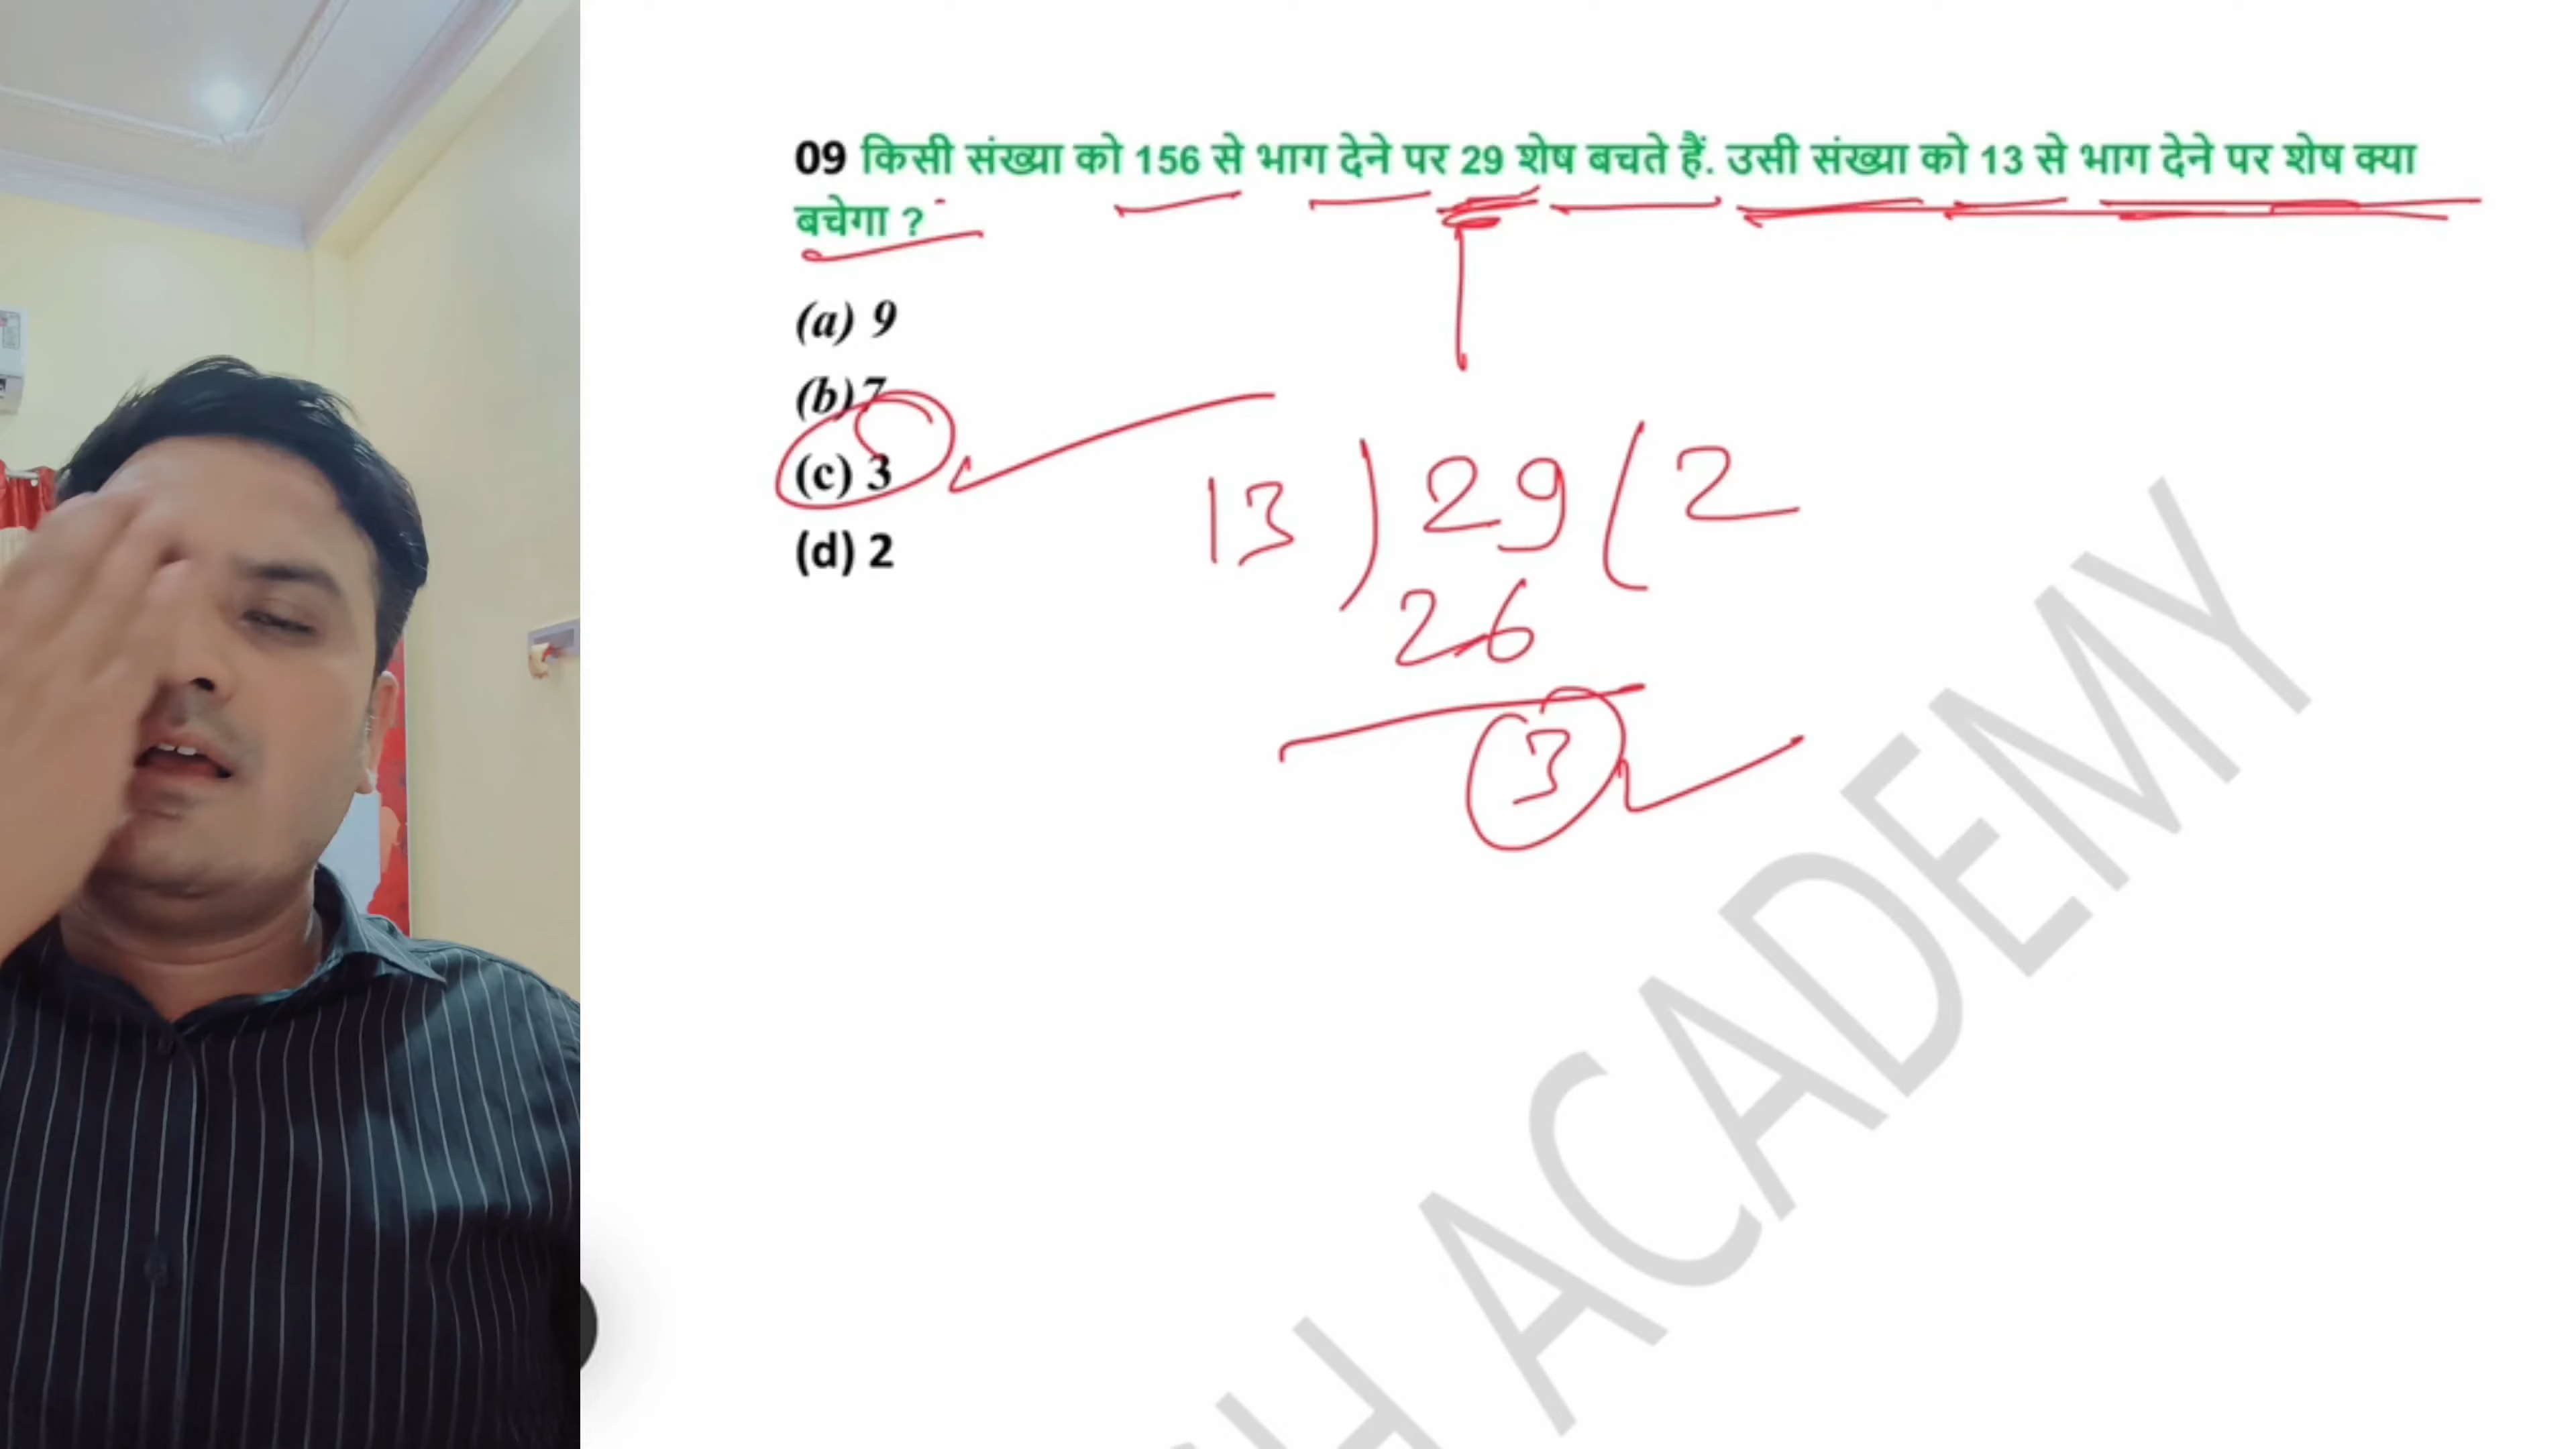 09 किसी संख्या को 156 से भाग देने पर 29 शेष बचते हैं. उसी संख्या को 13 से भाग देने पर शेष क्या
बचेगा ?
(a) 9
(b) 7
(c) 3
(d) 2
13 ) 29 ( 2
26
3
H ACADEMY